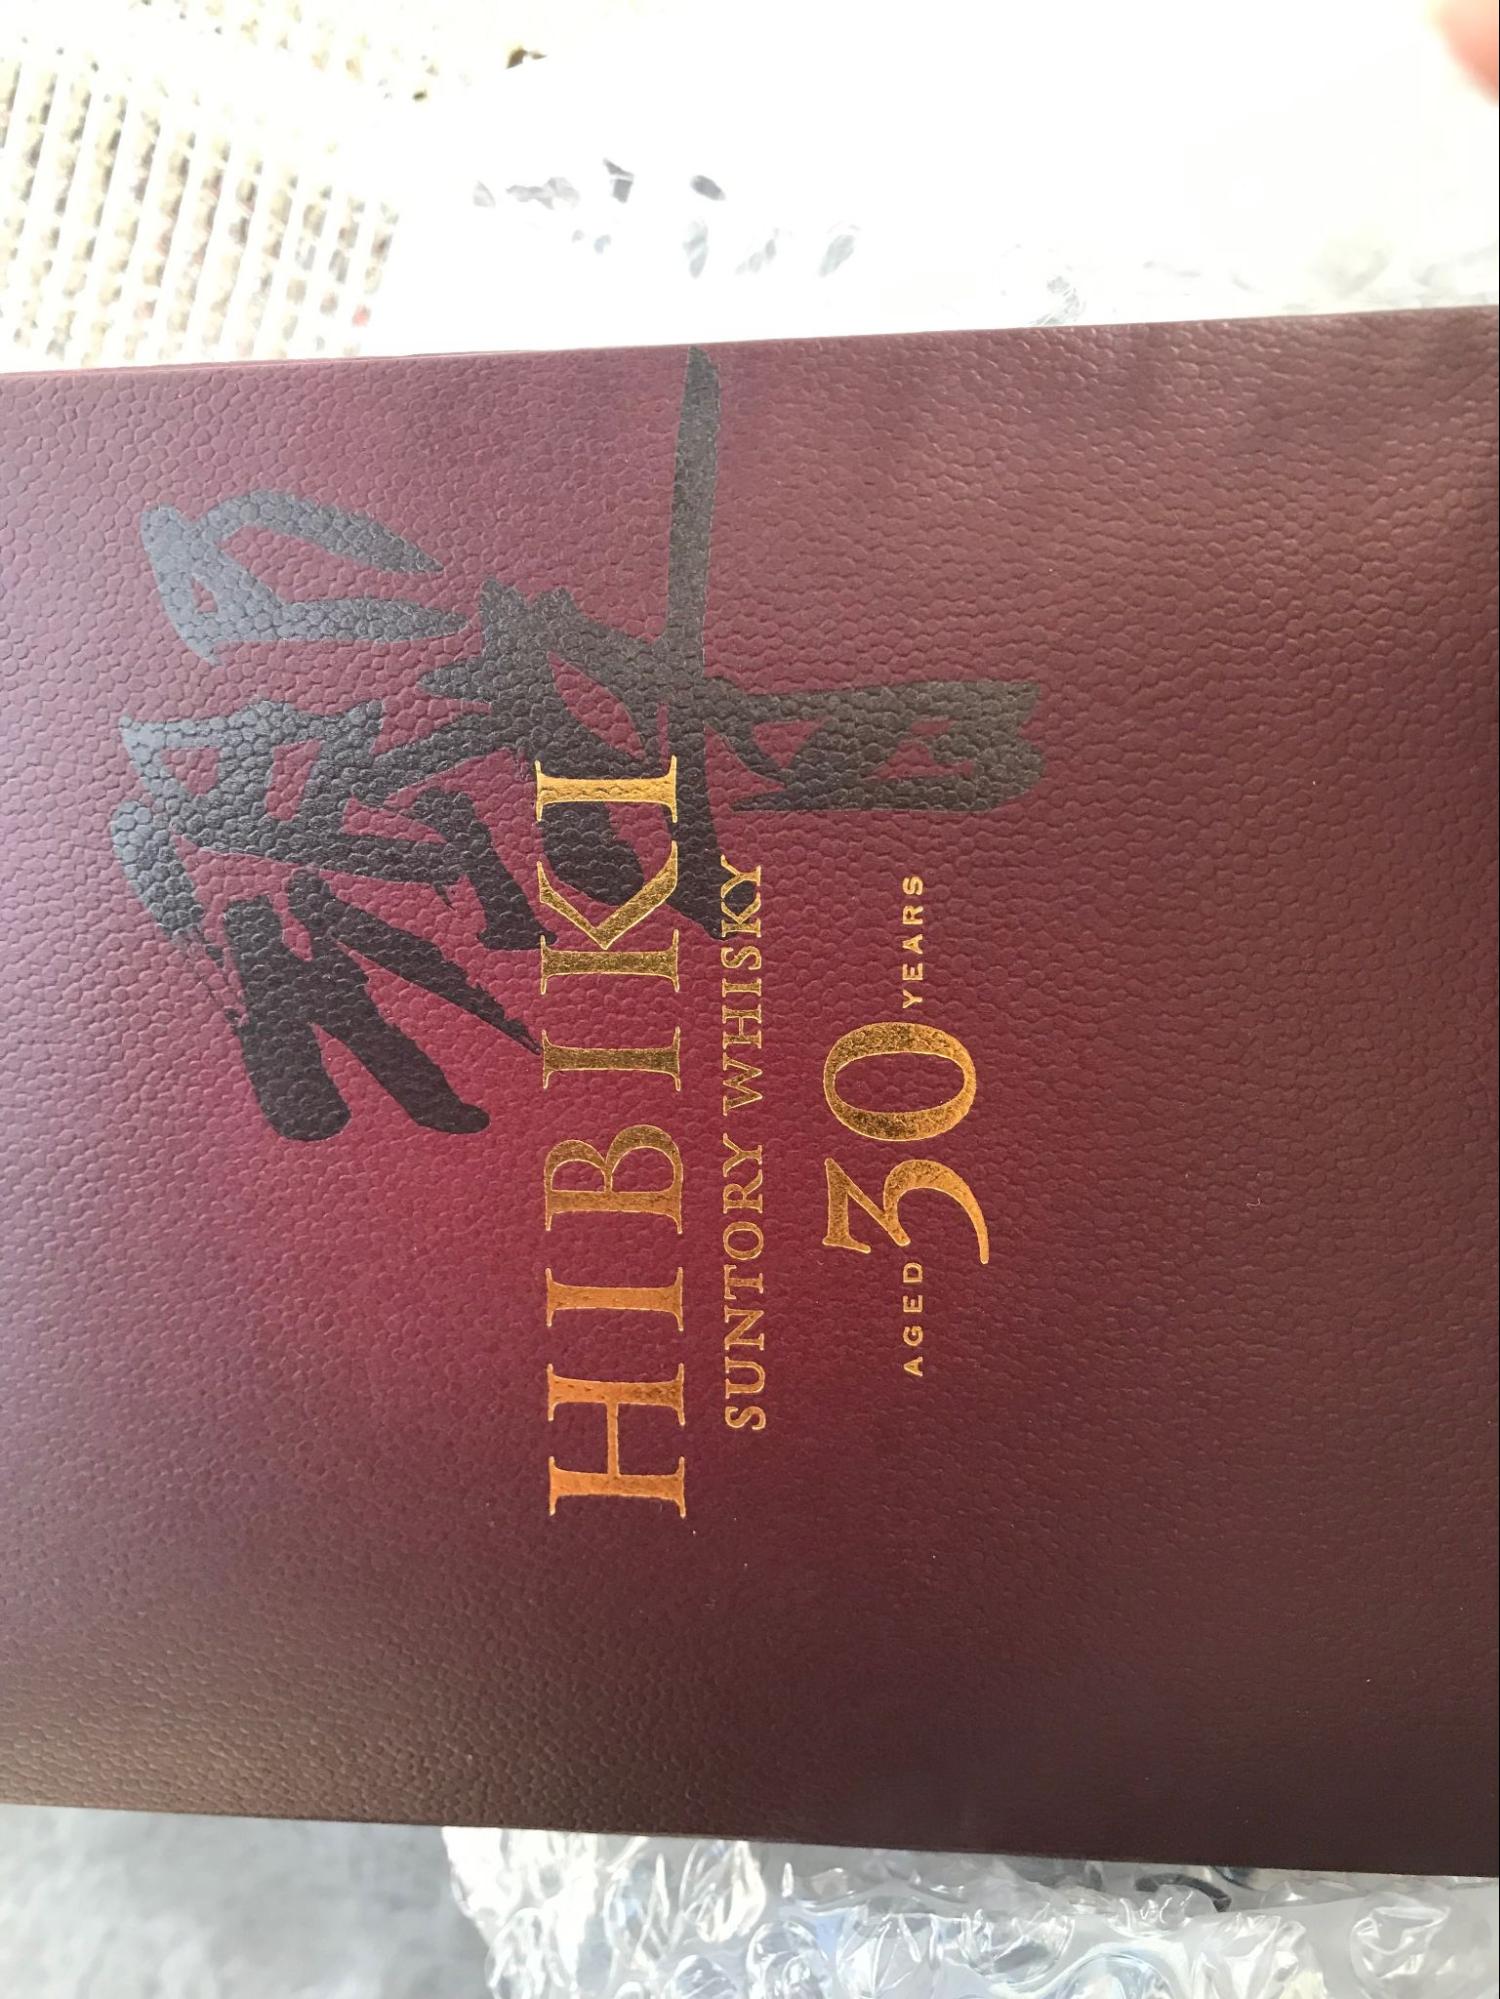 響
HIBIKI
SUNTORY WHISKY
AGED 30 YEARS